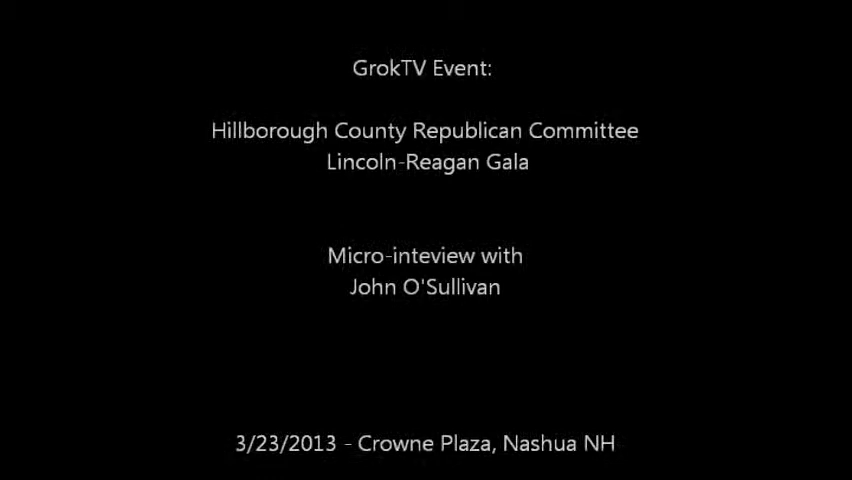 GrokTV Event:
Hillborough County Republican Committee
Lincoln-Reagan Gala
Micro-inteview with
John O'Sullivan
3/23/2013 - Crowne Plaza, Nashua NH